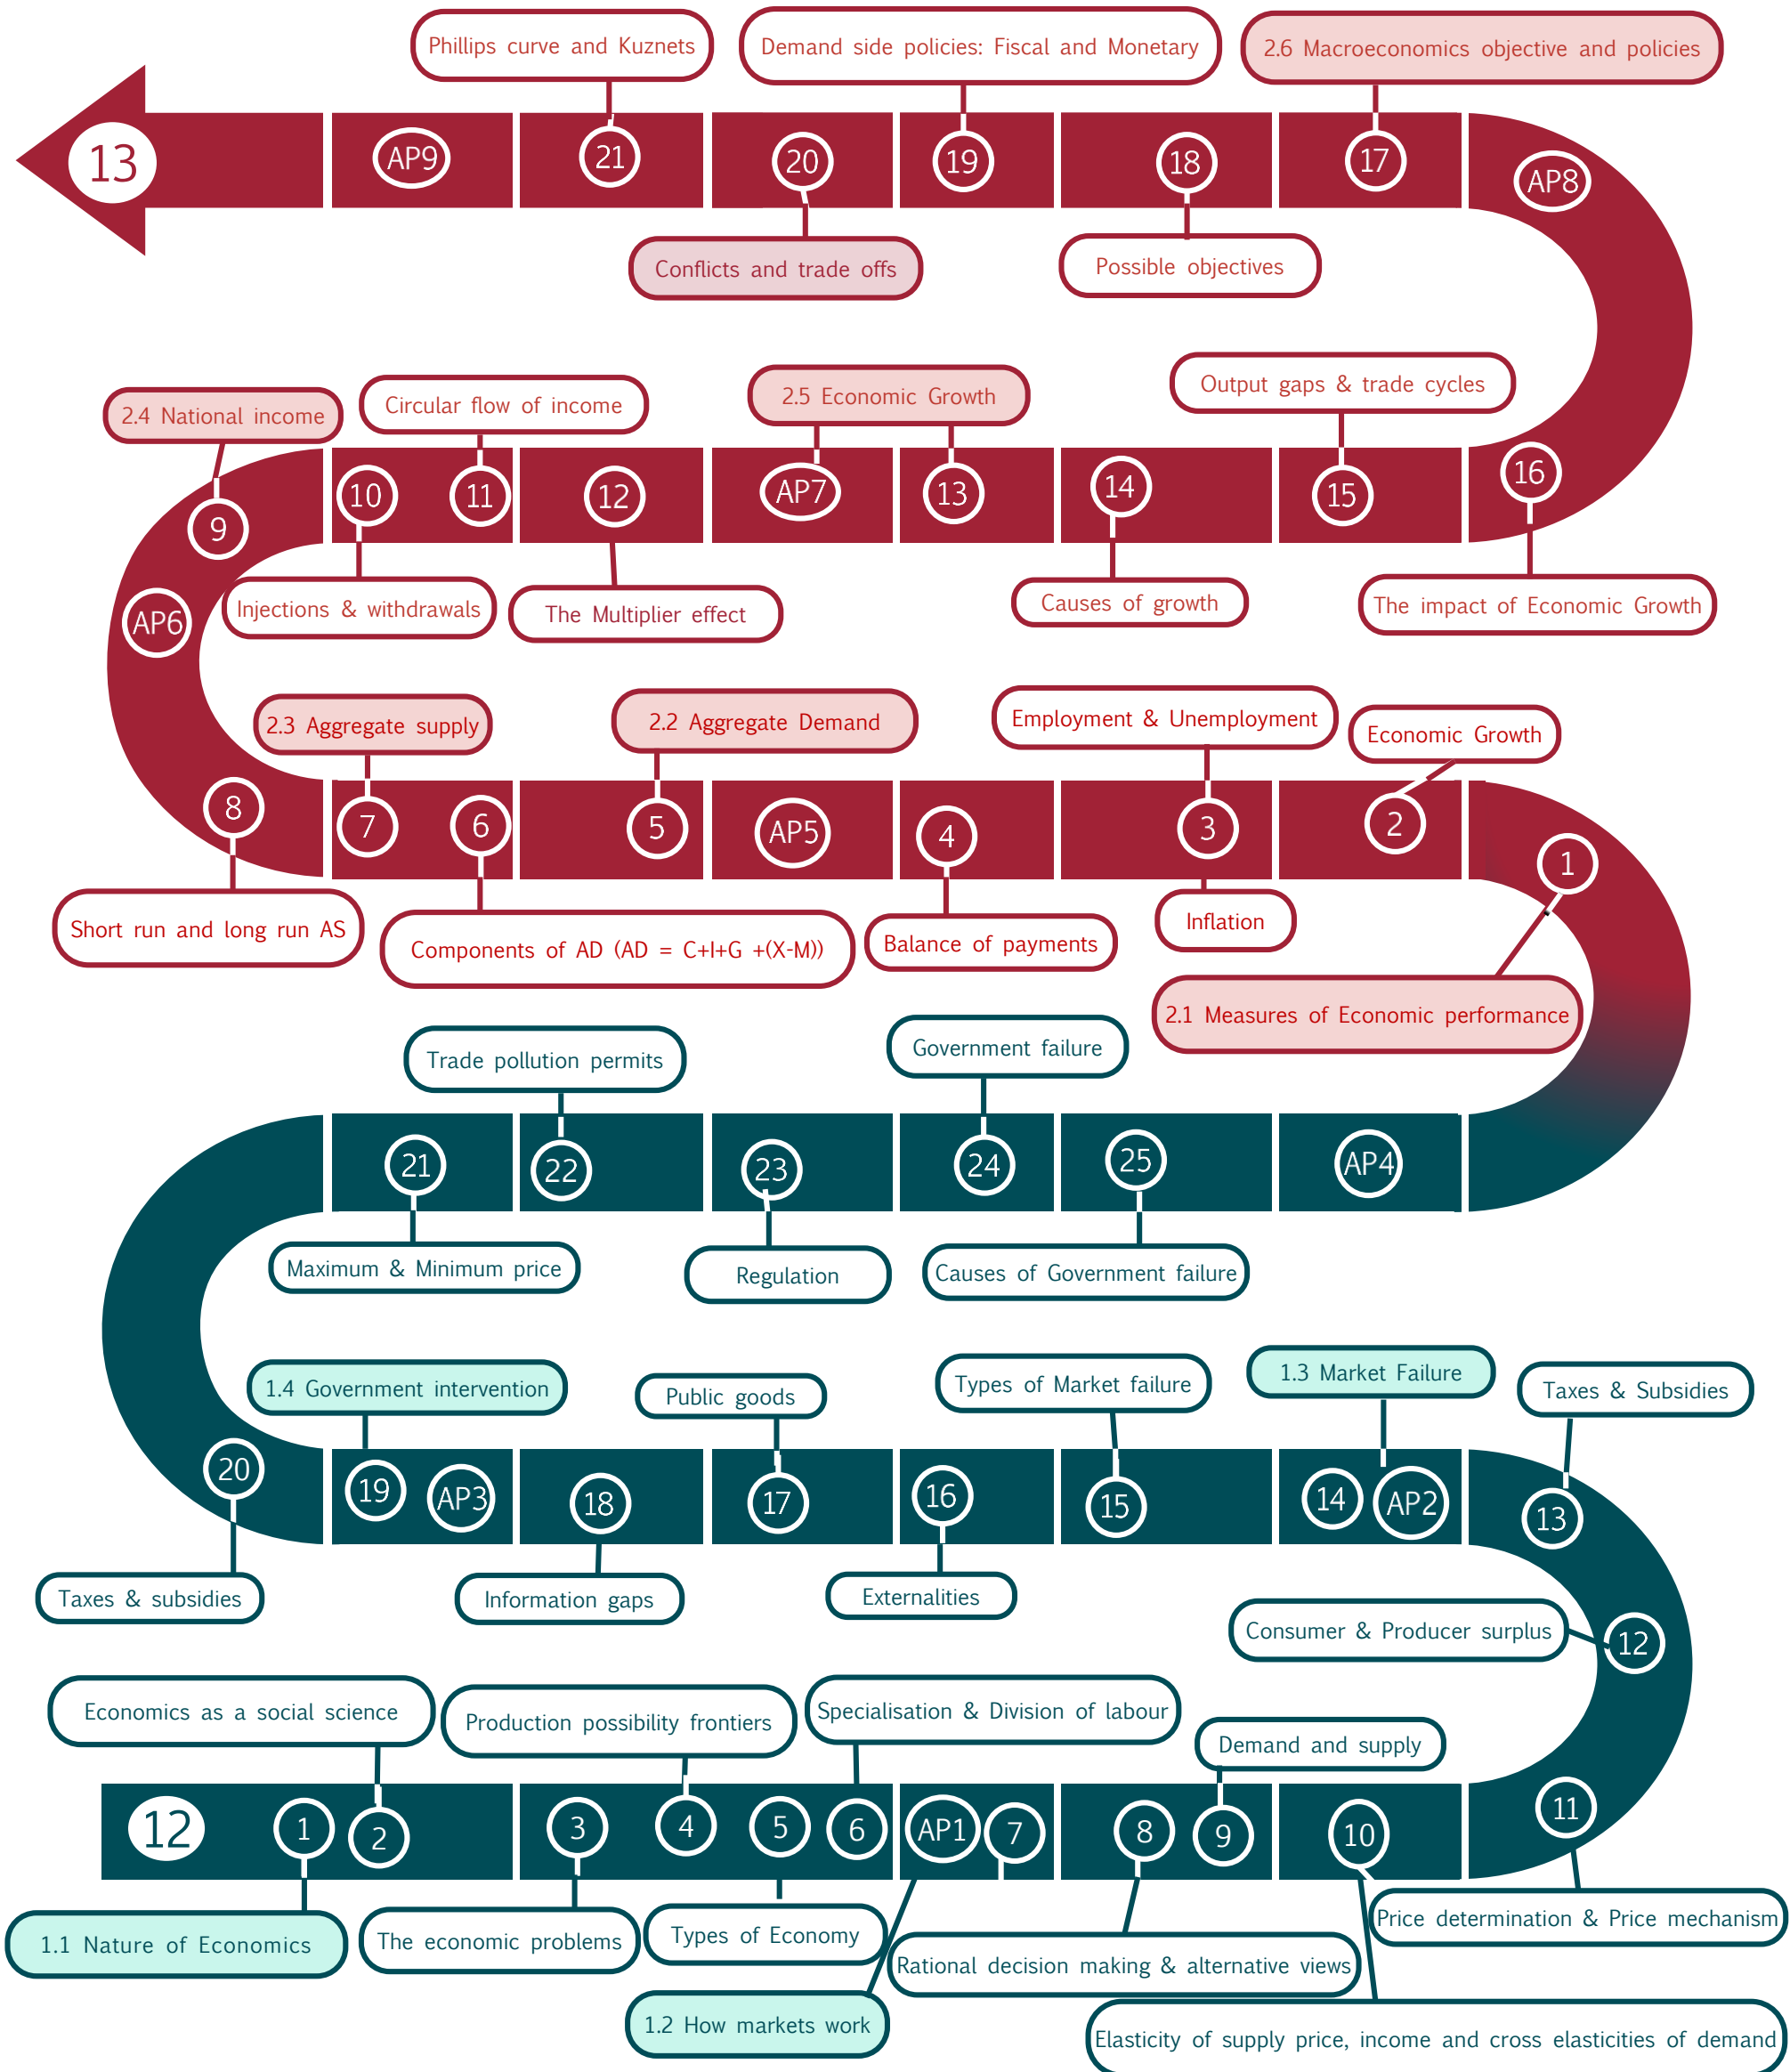 Phillips curve and Kuznets
Demand side policies: Fiscal and Monetary
2.6 Macroeconomics objective and policies
13
AP9
21
20
19
18
17
AP8
Conflicts and trade offs
Possible objectives
2.4 National income
Circular flow of income
2.5 Economic Growth
Output gaps & trade cycles
9
10
11
12
AP7
13
14
15
16
AP6
Injections & withdrawals
The Multiplier effect
Causes of growth
The impact of Economic Growth
2.3 Aggregate supply
2.2 Aggregate Demand
Employment & Unemployment
Economic Growth
8
7
6
5
AP5
4
3
2
1
Short run and long run AS
Components of AD (AD = C+I+G +(X-M))
Balance of payments
Inflation
2.1 Measures of Economic performance
Trade pollution permits
Government failure
21
22
23
24
25
AP4
Maximum & Minimum price
Regulation
Causes of Government failure
1.4 Government intervention
Public goods
Types of Market failure
1.3 Market Failure
Taxes & Subsidies
20
19
AP3
18
17
16
15
14
AP2
13
Taxes & subsidies
Information gaps
Externalities
Consumer & Producer surplus
12
Economics as a social science
Production possibility frontiers
Specialisation & Division of labour
Demand and supply
12
1
2
3
4
5
6
AP1
7
8
9
10
11
1.1 Nature of Economics
The economic problems
Types of Economy
Rational decision making & alternative views
Price determination & Price mechanism
1.2 How markets work
Elasticity of supply price, income and cross elasticities of demand